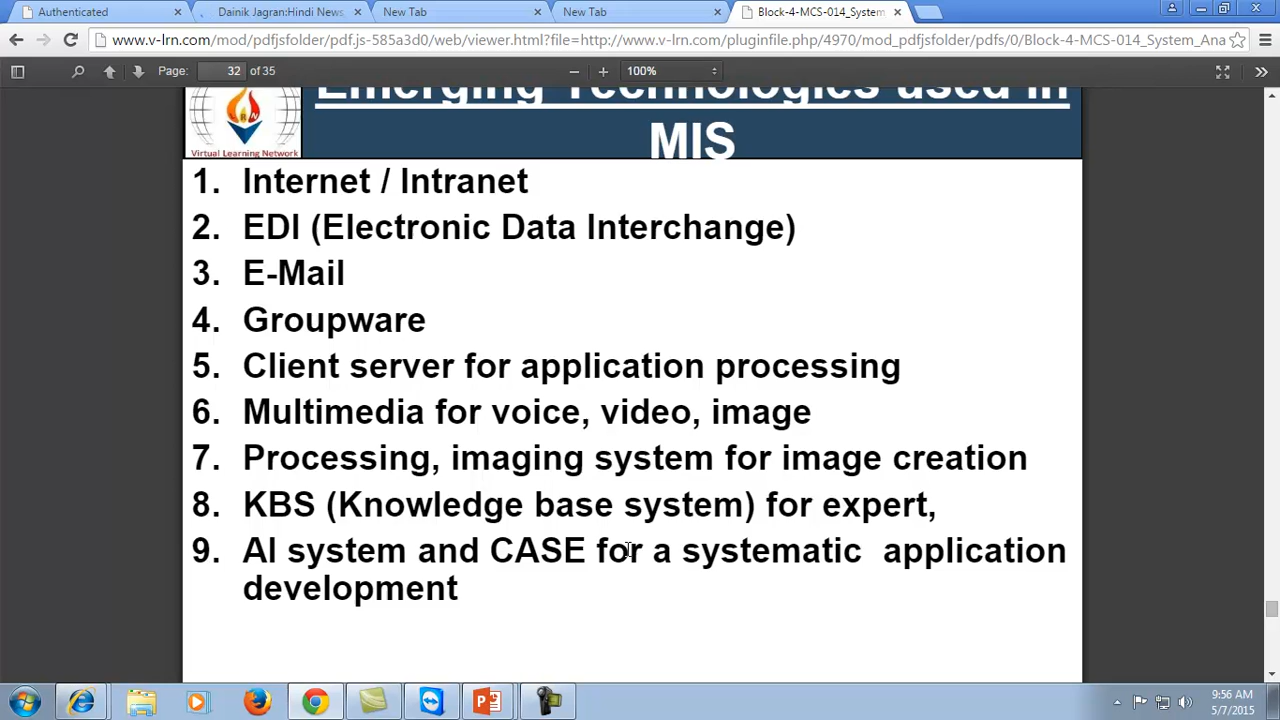 Authenticated
Dainik Jagran:Hindi News,
New Tab
New Tab
Block-4-MCS-014_System
www.v-lrn.com/mod/pdfjsfolder/pdf.js-585a3d0/web/viewer.html?file=http://www.v-lrn.com/pluginfile.php/4970/mod_pdfjsfolder/pdfs/0/Block-4-MCS-014_System_Ana
Page: 32 of 35
100%
Emerging Technologies used in
MIS
Virtual Learning Network
1. Internet / Intranet
2. EDI (Electronic Data Interchange)
3. E-Mail
4. Groupware
5. Client server for application processing
6. Multimedia for voice, video, image
7. Processing, imaging system for image creation
8. KBS (Knowledge base system) for expert,
9. AI system and CASE for a systematic application
development
9:56 AM
5/7/2015